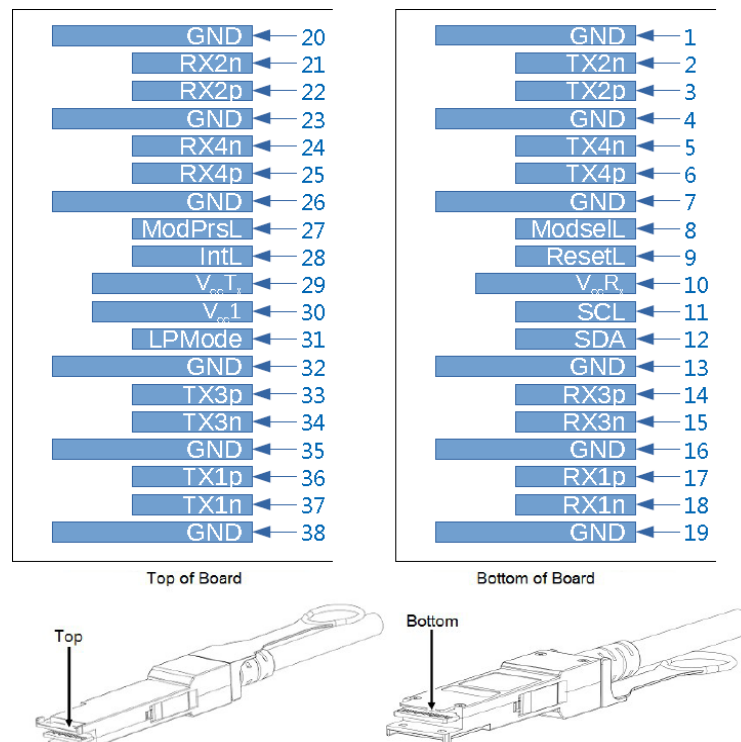 GND 20
RX2n 21
RX2p 22
GND 23
RX4n 24
RX4p 25
GND 26
ModPrsL 27
IntL 28
VccTx 29
Vcc1 30
LPMode 31
GND 32
TX3p 33
TX3n 34
GND 35
TX1p 36
TX1n 37
GND 38
Top of Board
GND 1
TX2n 2
TX2p 3
GND 4
TX4n 5
TX4p 6
GND 7
ModselL 8
ResetL 9
VccRx 10
SCL 11
SDA 12
GND 13
RX3p 14
RX3n 15
GND 16
RX1p 17
RX1n 18
GND 19
Bottom of Board
Top
Bottom